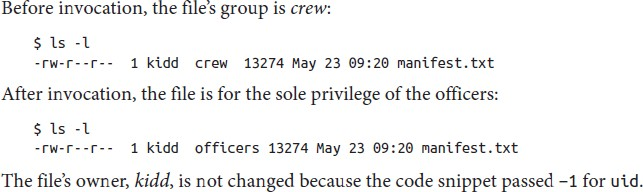 Before invocation, the file's group is crew:
$ ls -l
-rw-r--r-- 1 kidd crew 13274 May 23 09:20 manifest.txt
After invocation, the file is for the sole privilege of the officers:
$ ls -l
-rw-r--r-- 1 kidd officers 13274 May 23 09:20 manifest.txt
The file's owner, kidd, is not changed because the code snippet passed –1 for uid.